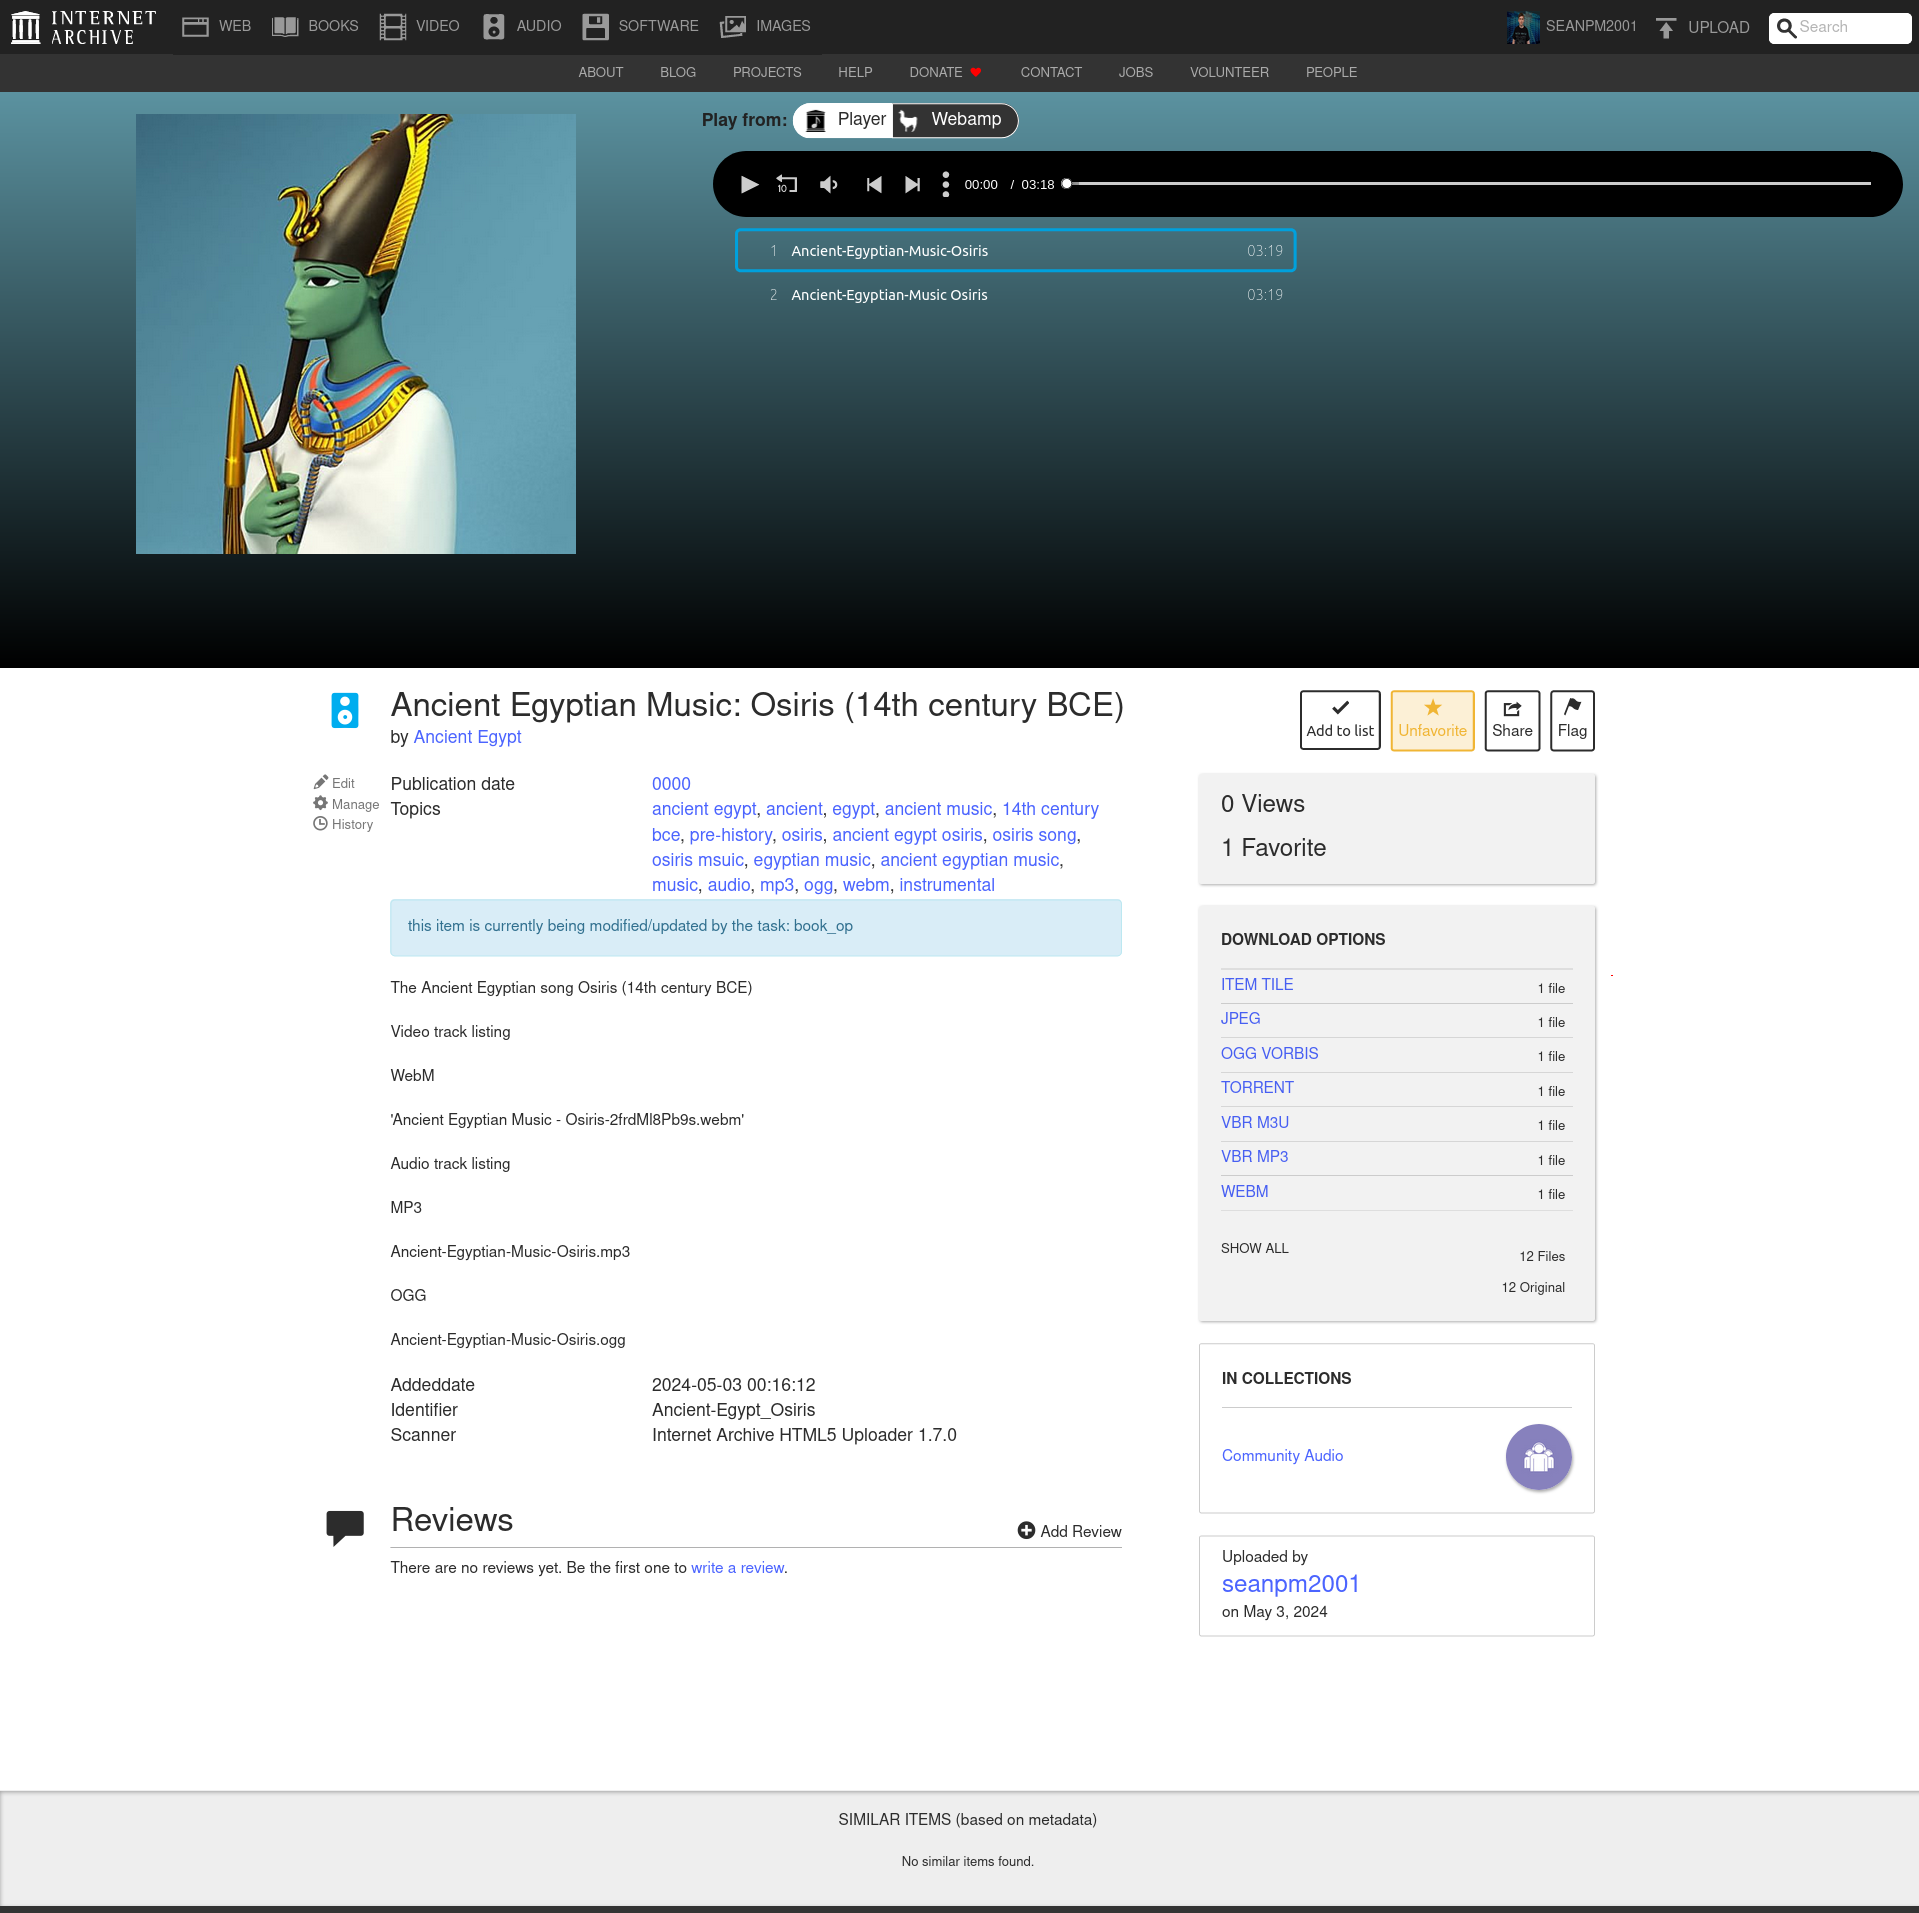 INTERNET ARCHIVE
WEB BOOKS VIDEO AUDIO SOFTWARE IMAGES SEANPM2001 UPLOAD Search
ABOUT BLOG PROJECTS HELP DONATE CONTACT JOBS VOLUNTEER PEOPLE
Play from: Player Webamp
10 00:00 / 03:18
1 Ancient-Egyptian-Music-Osiris 03:19
2 Ancient-Egyptian-Music Osiris 03:19
Ancient Egyptian Music: Osiris (14th century BCE)
by Ancient Egypt
Add to list Unfavorite Share Flag
Edit
Manage
History
Publication date 0000
Topics ancient egypt, ancient, egypt, ancient music, 14th century
bce, pre-history, osiris, ancient egypt osiris, osiris song,
osiris msuic, egyptian music, ancient egyptian music,
music, audio, mp3, ogg, webm, instrumental
this item is currently being modified/updated by the task: book_op
The Ancient Egyptian song Osiris (14th century BCE)
Video track listing
WebM
'Ancient Egyptian Music - Osiris-2frdMl8Pb9s.webm'
Audio track listing
MP3
Ancient-Egyptian-Music-Osiris.mp3
OGG
Ancient-Egyptian-Music-Osiris.ogg
Addeddate 2024-05-03 00:16:12
Identifier Ancient-Egypt_Osiris
Scanner Internet Archive HTML5 Uploader 1.7.0
Reviews
Add Review
There are no reviews yet. Be the first one to write a review.
0 Views
1 Favorite
DOWNLOAD OPTIONS
ITEM TILE 1 file
JPEG 1 file
OGG VORBIS 1 file
TORRENT 1 file
VBR M3U 1 file
VBR MP3 1 file
WEBM 1 file
SHOW ALL 12 Files
12 Original
IN COLLECTIONS
Community Audio
Uploaded by
seanpm2001
on May 3, 2024
SIMILAR ITEMS (based on metadata)
No similar items found.